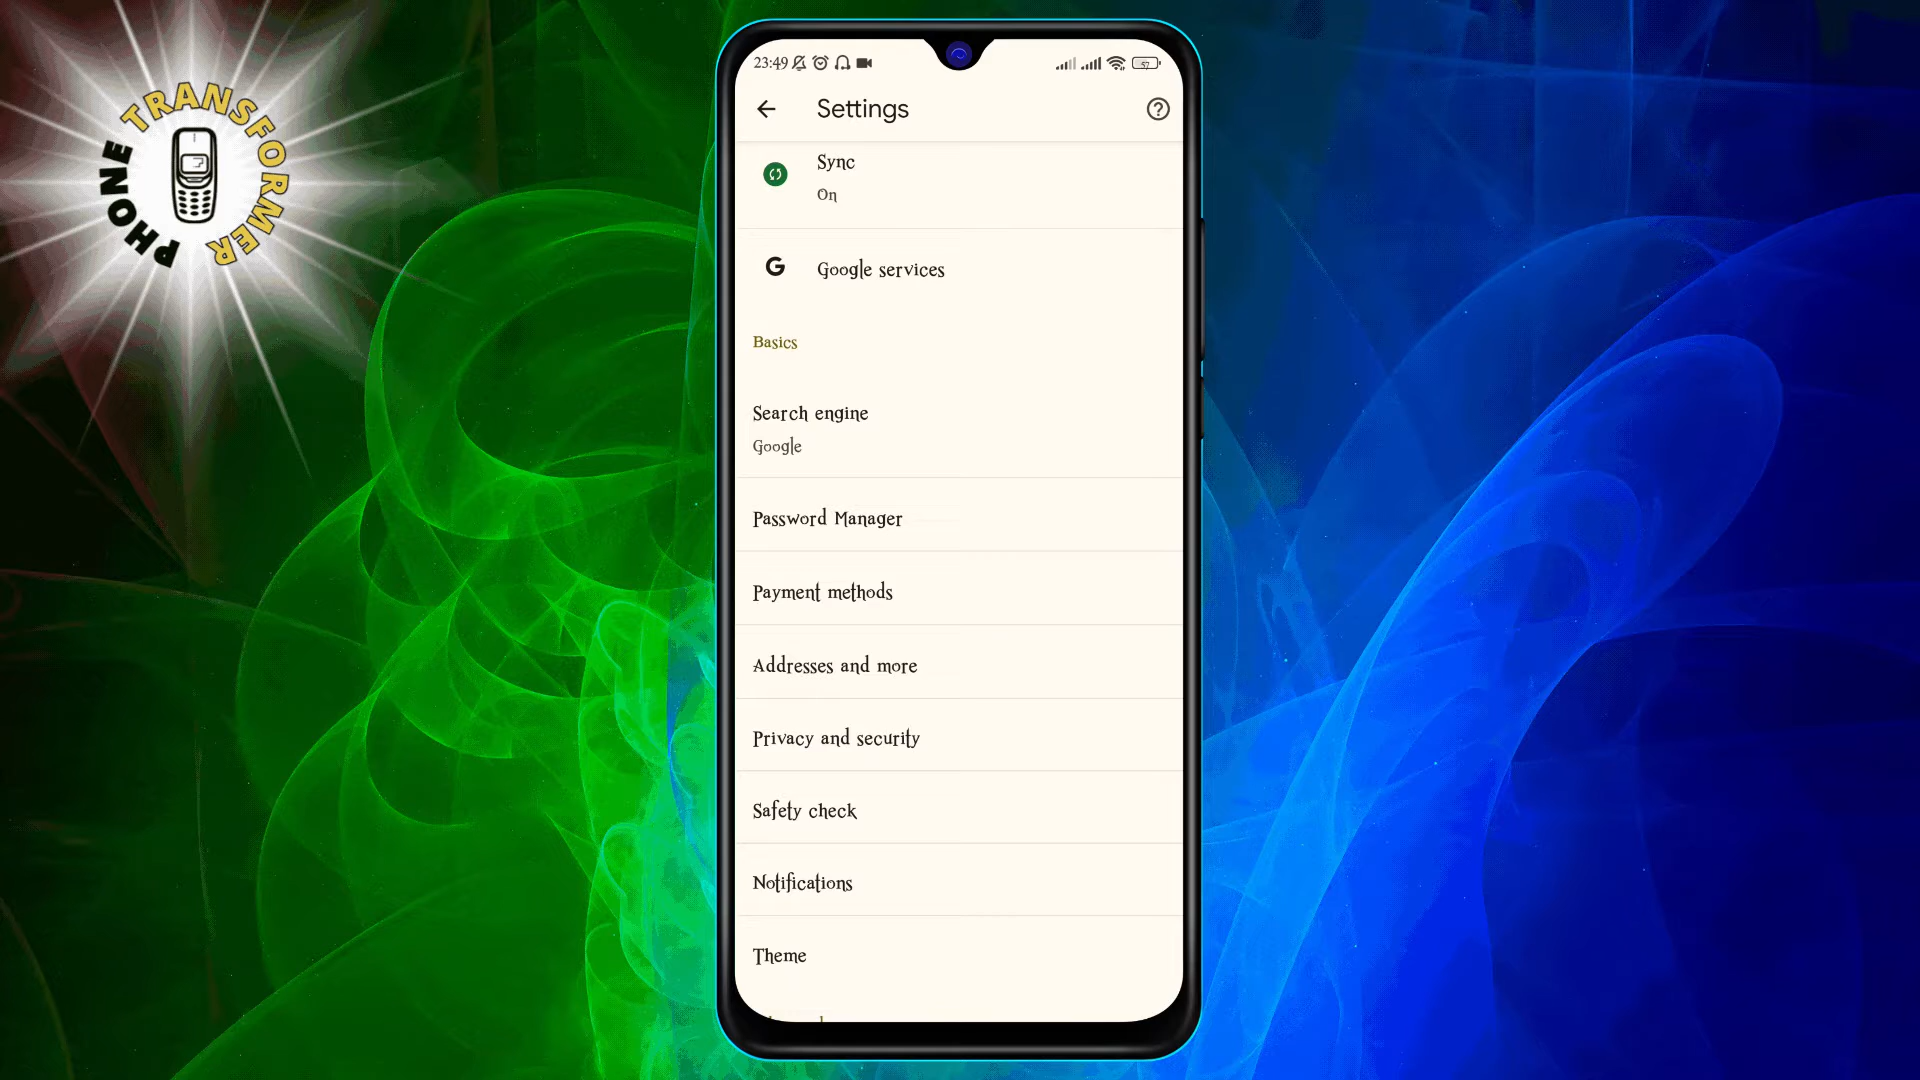 PHONE TRANSFORMER
23:49
57
Settings
Sync
On
G Google services
Basics
Search engine
Google
Password Manager
Payment methods
Addresses and more
Privacy and security
Safety check
Notifications
Theme